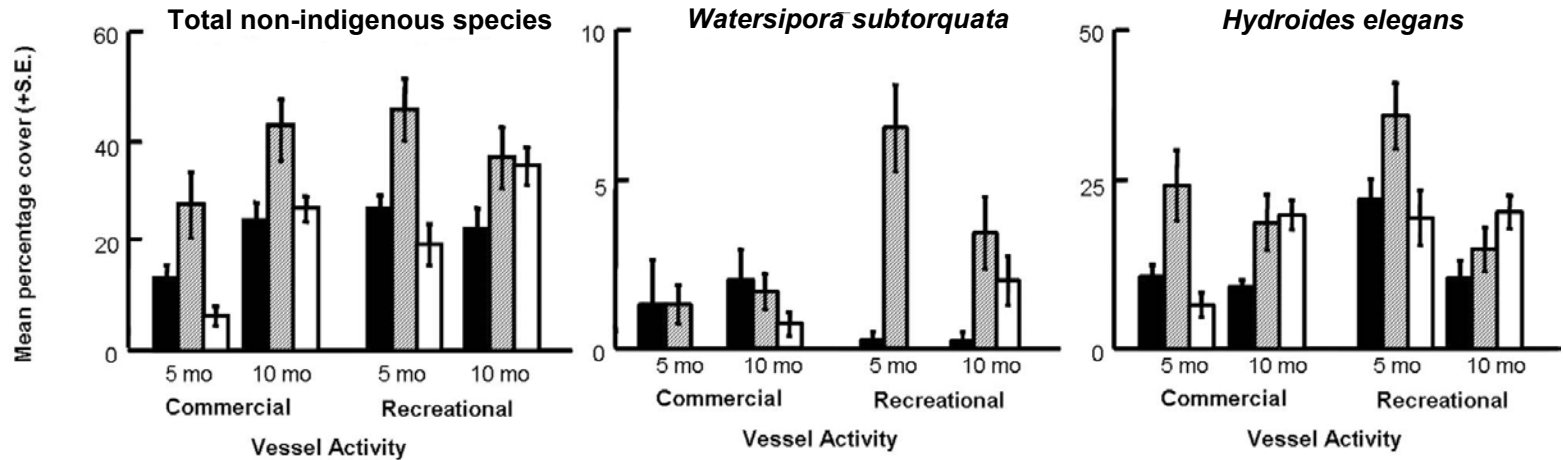 Total non-indigenous species
Watersipora subtorquata
Hydroides elegans
Mean percentage cover (+S.E.)
60
40
20
0
5 mo 10 mo 5 mo 10 mo
Commercial Recreational
Vessel Activity
10
5
0
5 mo 10 mo 5 mo 10 mo
Commercial Recreational
Vessel Activity
50
25
0
5 mo 10 mo 5 mo 10 mo
Commercial Recreational
Vessel Activity